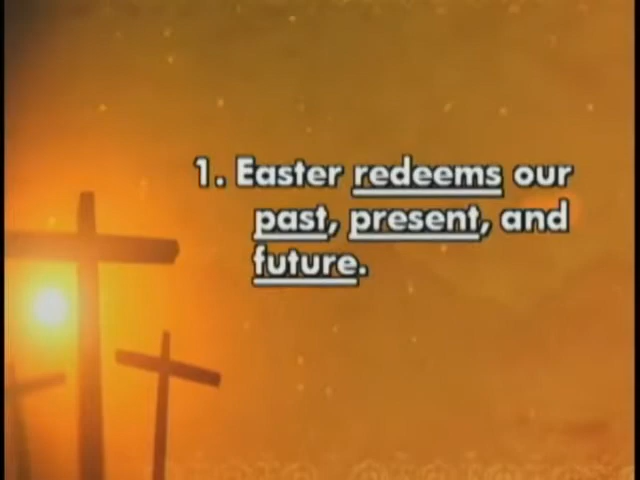 1. Easter redeems our
past, present, and
future.